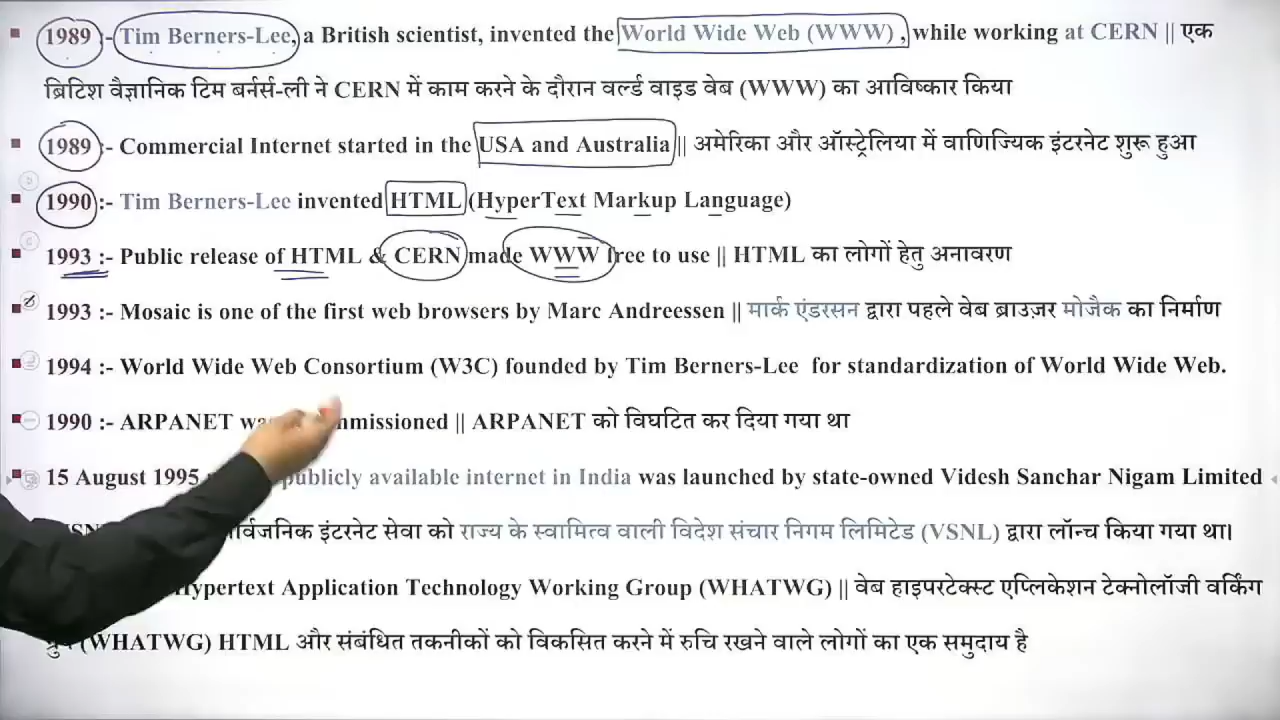 1989 :- Tim Berners-Lee, a British scientist, invented the World Wide Web (WWW) , while working at CERN || एक
ब्रिटिश वैज्ञानिक टिम बर्नर्स-ली ने CERN में काम करने के दौरान वर्ल्ड वाइड वेब (WWW) का आविष्कार किया
1989 :- Commercial Internet started in the USA and Australia || अमेरिका और ऑस्ट्रेलिया में वाणिज्यिक इंटरनेट शुरू हुआ
1990 :- Tim Berners-Lee invented HTML (HyperText Markup Language)
1993 :- Public release of HTML & CERN made WWW free to use || HTML का लोगों हेतु अनावरण
1993 :- Mosaic is one of the first web browsers by Marc Andreessen || मार्क एंडरसन द्वारा पहले वेब ब्राउज़र मोजैक का निर्माण
1994 :- World Wide Web Consortium (W3C) founded by Tim Berners-Lee for standardization of World Wide Web.
1990 :- ARPANET || ARPANET को विघटित कर दिया गया था
15 August 1995 publicly available internet in India was launched by state-owned Videsh Sanchar Nigam Limited
इंटरनेट सेवा को राज्य के स्वामित्व वाली विदेश संचार निगम लिमिटेड (VSNL) द्वारा लॉन्च किया गया था।
Hypertext Application Technology Working Group (WHATWG) || वेब हाइपरटेक्स्ट एप्लिकेशन टेक्नोलॉजी वर्किंग
(WHATWG) HTML और संबंधित तकनीकों को विकसित करने में रुचि रखने वाले लोगों का एक समुदाय है